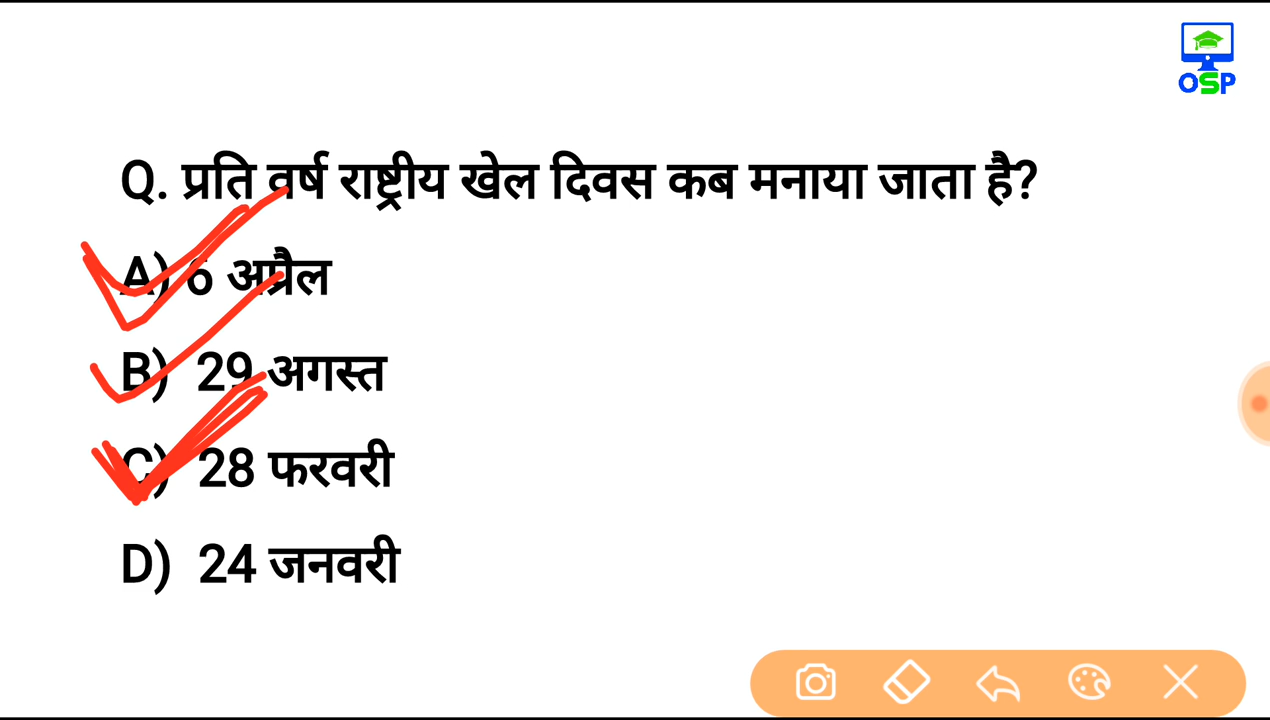 OSP
Q. प्रति वर्ष राष्ट्रीय खेल दिवस कब मनाया जाता है?
A) 6 अप्रैल
B) 29 अगस्त
C) 28 फरवरी
D) 24 जनवरी